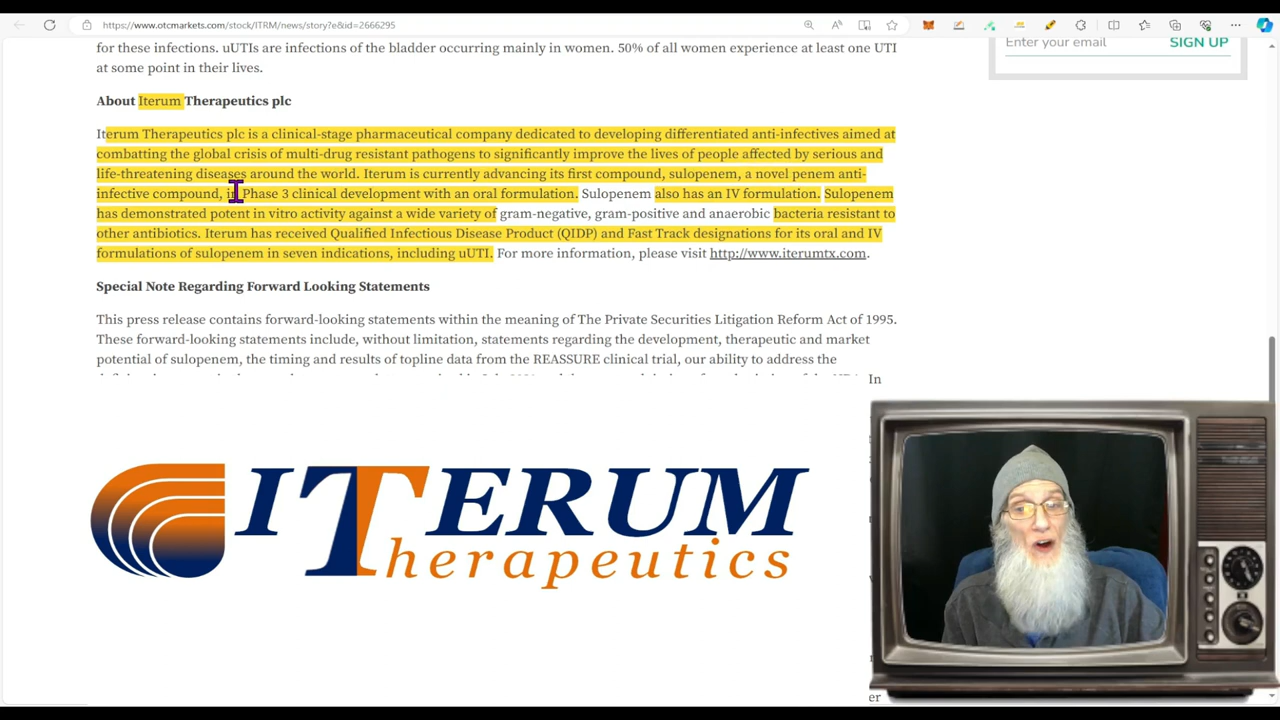 https://www.otcmarkets.com/stock/ITRM/news/story?e&id=2666295
for these infections. uUTIs are infections of the bladder occurring mainly in women. 50% of all women experience at least one UTI
at some point in their lives.
Enter your email SIGN UP
About Iterum Therapeutics plc
Iterum Therapeutics plc is a clinical-stage pharmaceutical company dedicated to developing differentiated anti-infectives aimed at
combatting the global crisis of multi-drug resistant pathogens to significantly improve the lives of people affected by serious and
life-threatening diseases around the world. Iterum is currently advancing its first compound, sulopenem, a novel penem anti-
infective compound, in Phase 3 clinical development with an oral formulation. Sulopenem also has an IV formulation. Sulopenem
has demonstrated potent in vitro activity against a wide variety of gram-negative, gram-positive and anaerobic bacteria resistant to
other antibiotics. Iterum has received Qualified Infectious Disease Product (QIDP) and Fast Track designations for its oral and IV
formulations of sulopenem in seven indications, including uUTI. For more information, please visit http://www.iterumtx.com.
Special Note Regarding Forward Looking Statements
This press release contains forward-looking statements within the meaning of The Private Securities Litigation Reform Act of 1995.
These forward-looking statements include, without limitation, statements regarding the development, therapeutic and market
potential of sulopenem, the timing and results of topline data from the REASSURE clinical trial, our ability to address the
In
ITERUM
Therapeutics
er